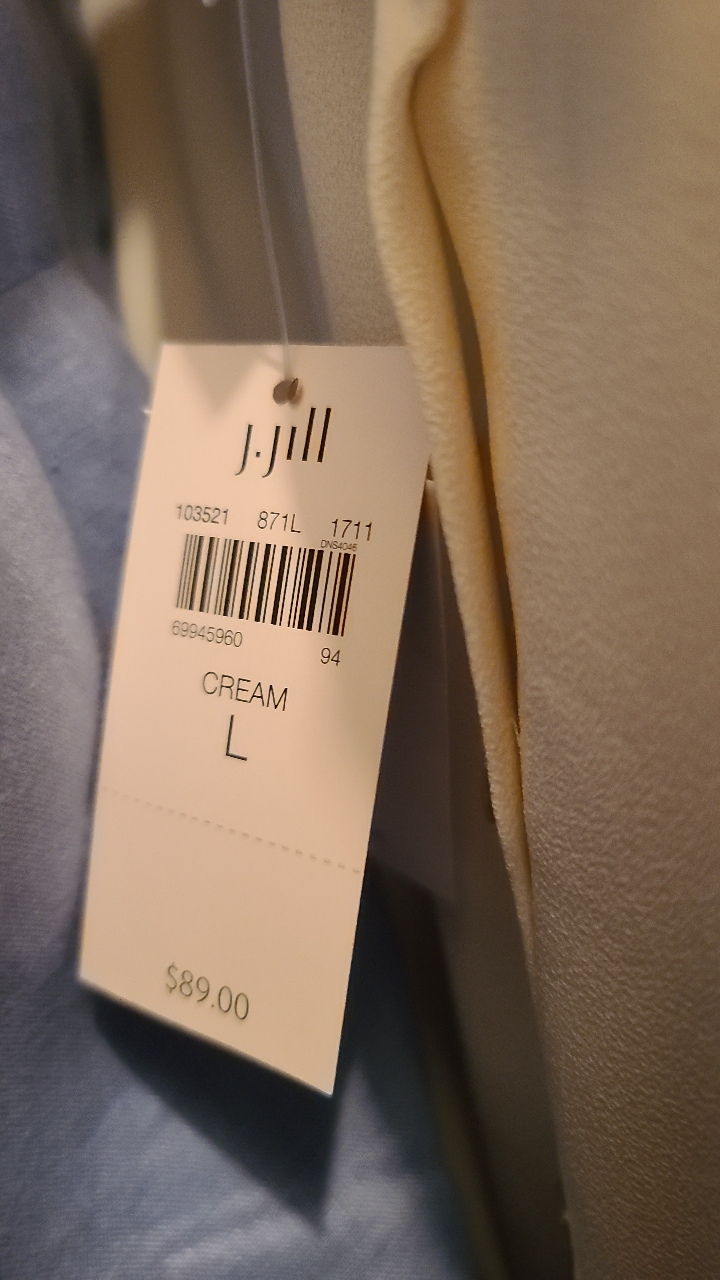 J.Jill
103521 871L 1711
DNS4046
69945960 94
CREAM
L
$89.00